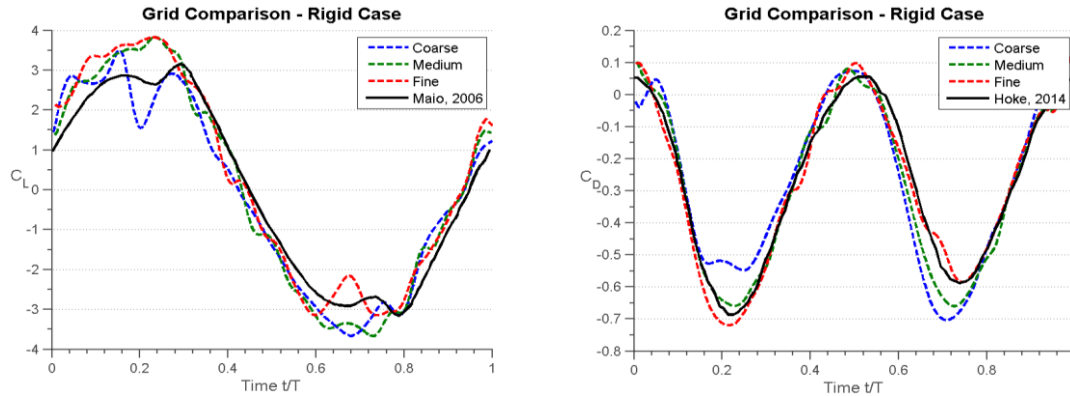 Grid Comparison - Rigid Case
4
3
2
1
0
-1
-2
-3
-4
C_L
0
0.2
0.4
0.6
0.8
1
Time t/T
Coarse
Medium
Fine
Maio, 2006
Grid Comparison - Rigid Case
0.2
0.1
0
-0.1
-0.2
-0.3
-0.4
-0.5
-0.6
-0.7
-0.8
C_D
0
0.2
0.4
0.6
0.8
Time t/T
Coarse
Medium
Fine
Hoke, 2014